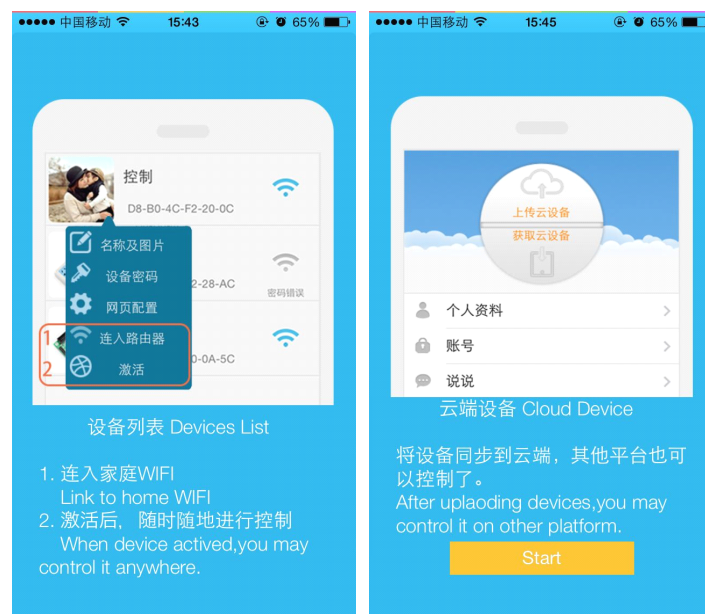 中国移动 15:43 65%
控制
D8-B0-4C-F2-20-0C
名称及图片
设备密码
2-28-AC
密码错误
网页配置
1 连入路由器
0-0A-5C
2 激活
设备列表 Devices List
1. 连入家庭WIFI
Link to home WIFI
2. 激活后，随时随地进行控制
When device actived,you may
control it anywhere.
中国移动 15:45 65%
上传云设备
获取云设备
个人资料
账号
说说
云端设备 Cloud Device
将设备同步到云端，其他平台也可
以控制了。
After uplaoding devices,you may
control it on other platform.
Start